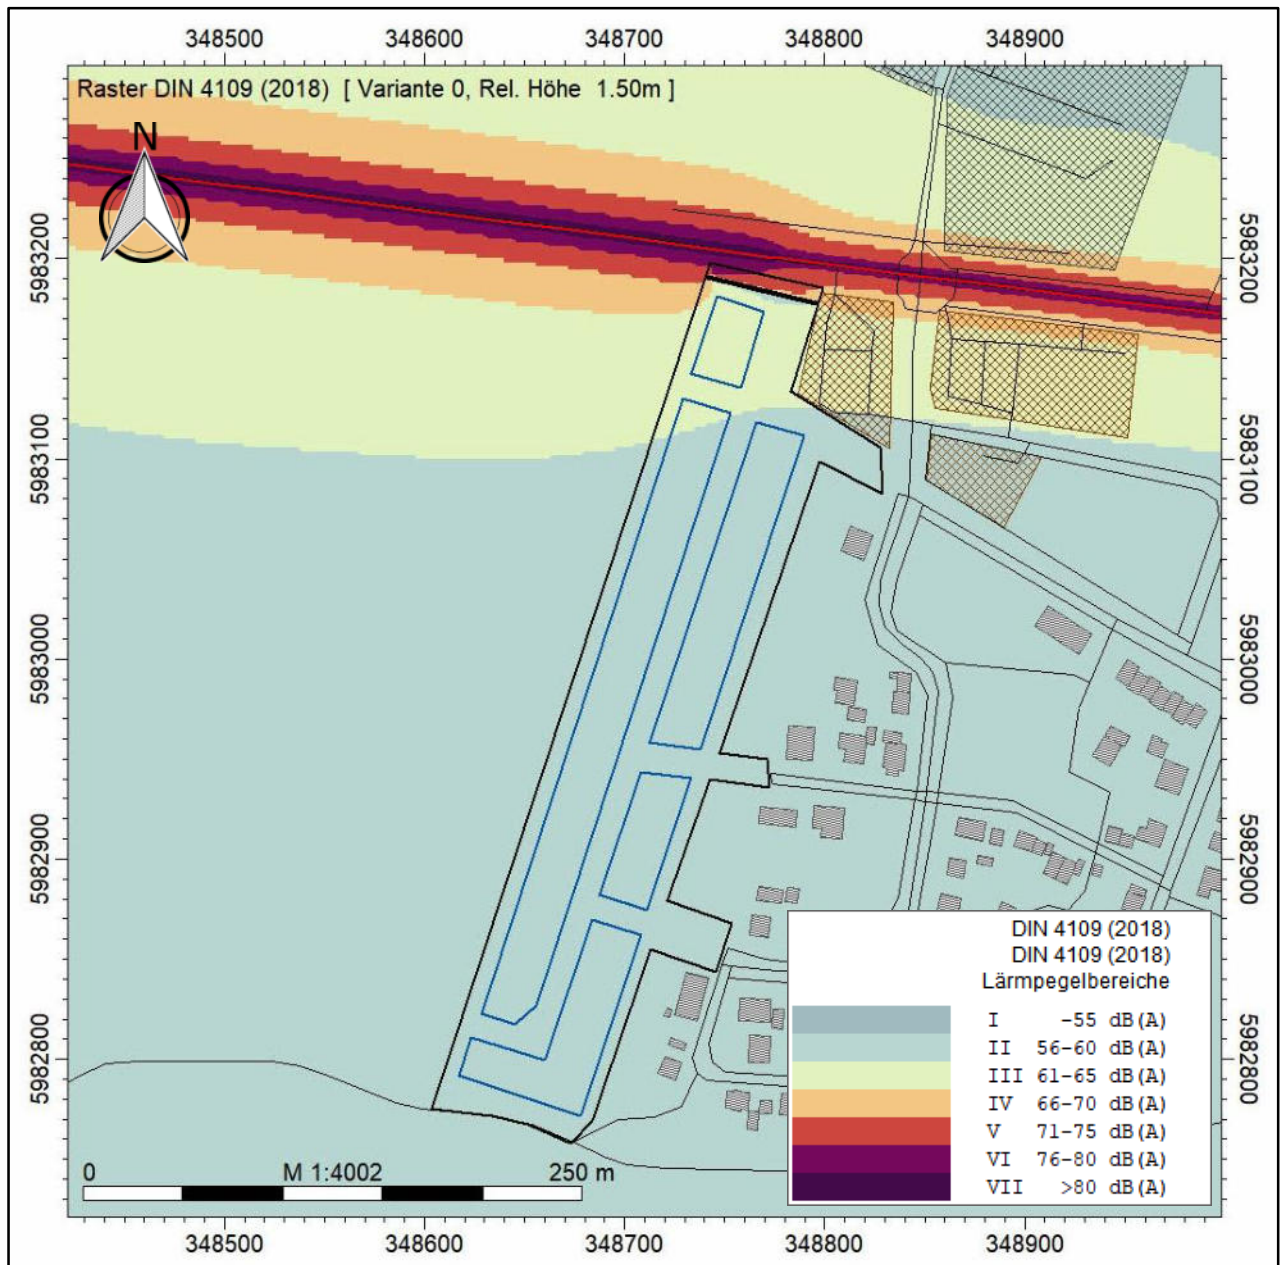 348500 348600 348700 348800 348900
Raster DIN 4109 (2018) [ Variante 0, Rel. Höhe 1.50m ]
N
5983200 5983200
5983100 5983100
5983000 5983000
5982900 5982900
5982800 5982800
DIN 4109 (2018)
DIN 4109 (2018)
Lärmpegelbereiche
I -55 dB(A)
II 56-60 dB(A)
III 61-65 dB(A)
IV 66-70 dB(A)
V 71-75 dB(A)
VI 76-80 dB(A)
VII >80 dB(A)
0 M 1:4002 250 m
348500 348600 348700 348800 348900